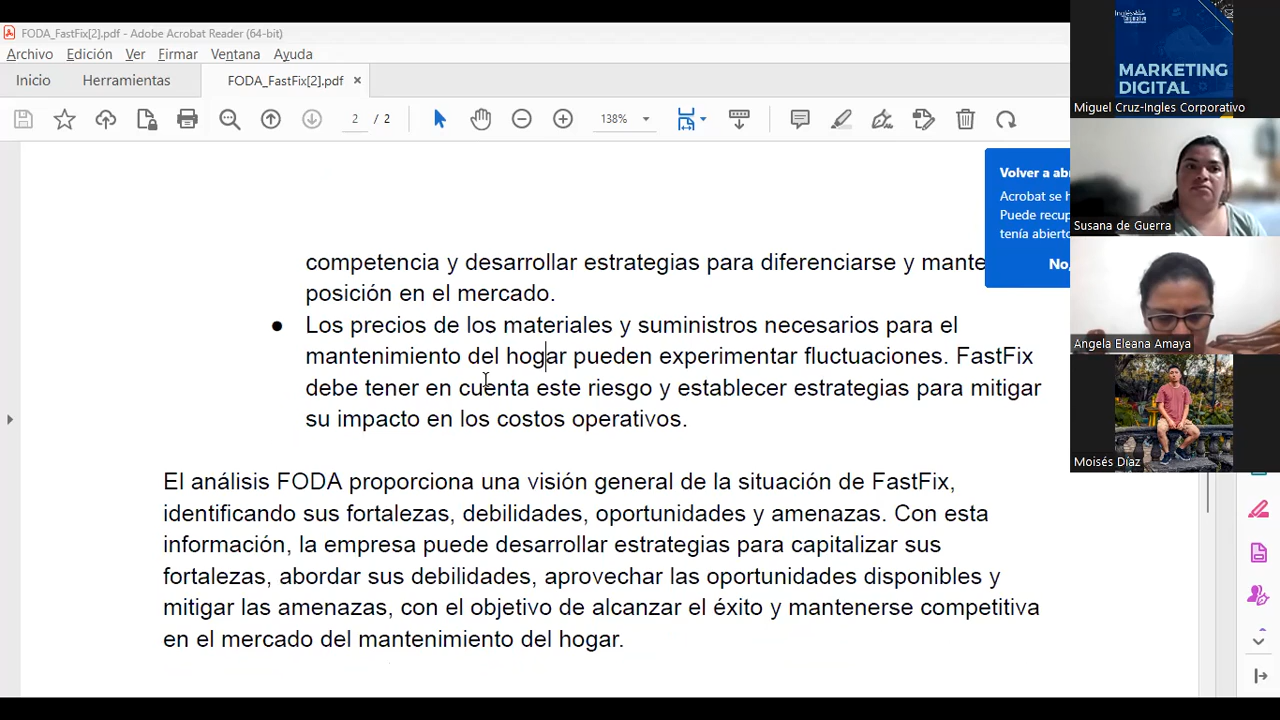 FODA_FastFix[2].pdf - Adobe Acrobat Reader (64-bit)
Archivo Edición Ver Firmar Ventana Ayuda
Inicio Herramientas FODA_FastFix[2].pdf ×
2 / 2 138%
Volver a abr
Acrobat se h
Puede recup
tenía abierto
No,
competencia y desarrollar estrategias para diferenciarse y mante
posición en el mercado.
● Los precios de los materiales y suministros necesarios para el
mantenimiento del hogar pueden experimentar fluctuaciones. FastFix
debe tener en cuenta este riesgo y establecer estrategias para mitigar
su impacto en los costos operativos.
El análisis FODA proporciona una visión general de la situación de FastFix,
identificando sus fortalezas, debilidades, oportunidades y amenazas. Con esta
información, la empresa puede desarrollar estrategias para capitalizar sus
fortalezas, abordar sus debilidades, aprovechar las oportunidades disponibles y
mitigar las amenazas, con el objetivo de alcanzar el éxito y mantenerse competitiva
en el mercado del mantenimiento del hogar.
MARKETING
DIGITAL
Miguel Cruz-Ingles Corporativo
Susana de Guerra
Angela Eleana Amaya
Moisés Díaz